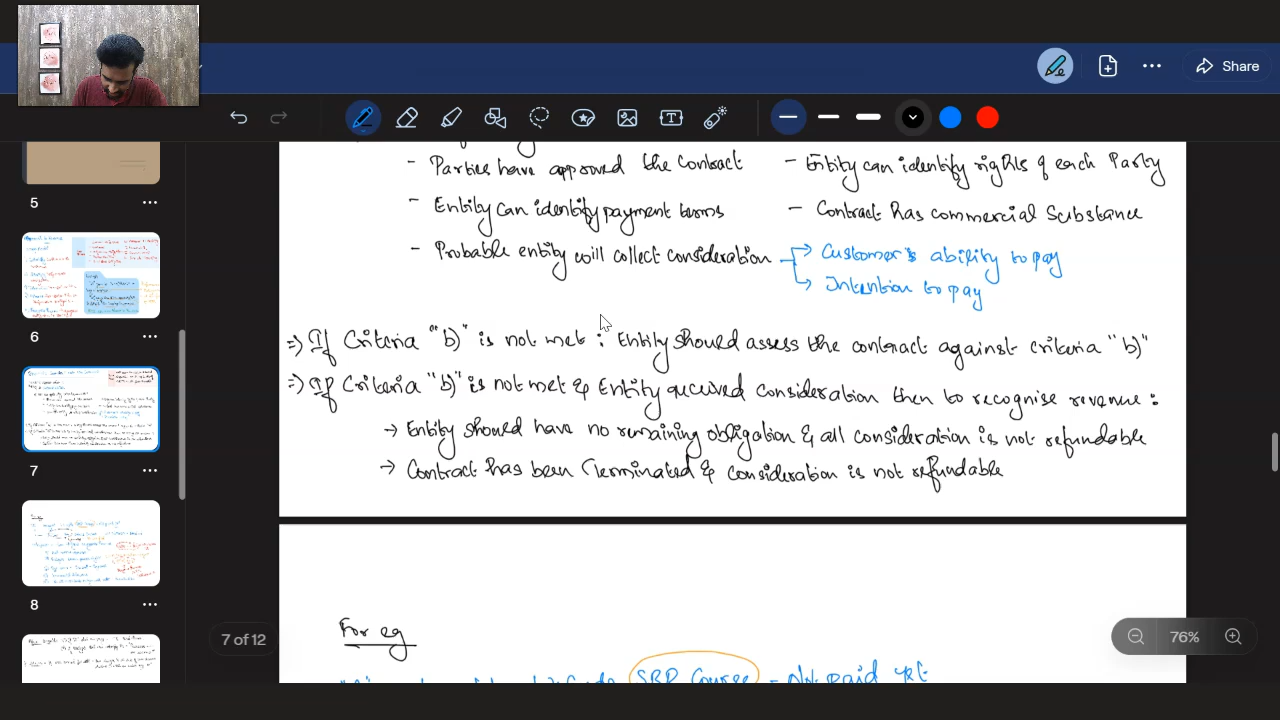 Share
- Parties have approved the Contract - Entity can identify rights of each Party
- Entity can identify payment terms - Contract has commercial Substance
- Probable entity will collect consideration → Customer's ability to pay
→ Intention to pay
=> If Criteria "b)" is not met : Entity should assess the contract against criteria "b)"
=> If Criteria "b)" is not met & Entity received consideration then to recognise revenue :
→ Entity should have no remaining obligation & all consideration is not refundable
→ Contract has been Terminated & consideration is not refundable
5
6
7
8
7 of 12
76%
For eg
SRP Course - Not paid yet